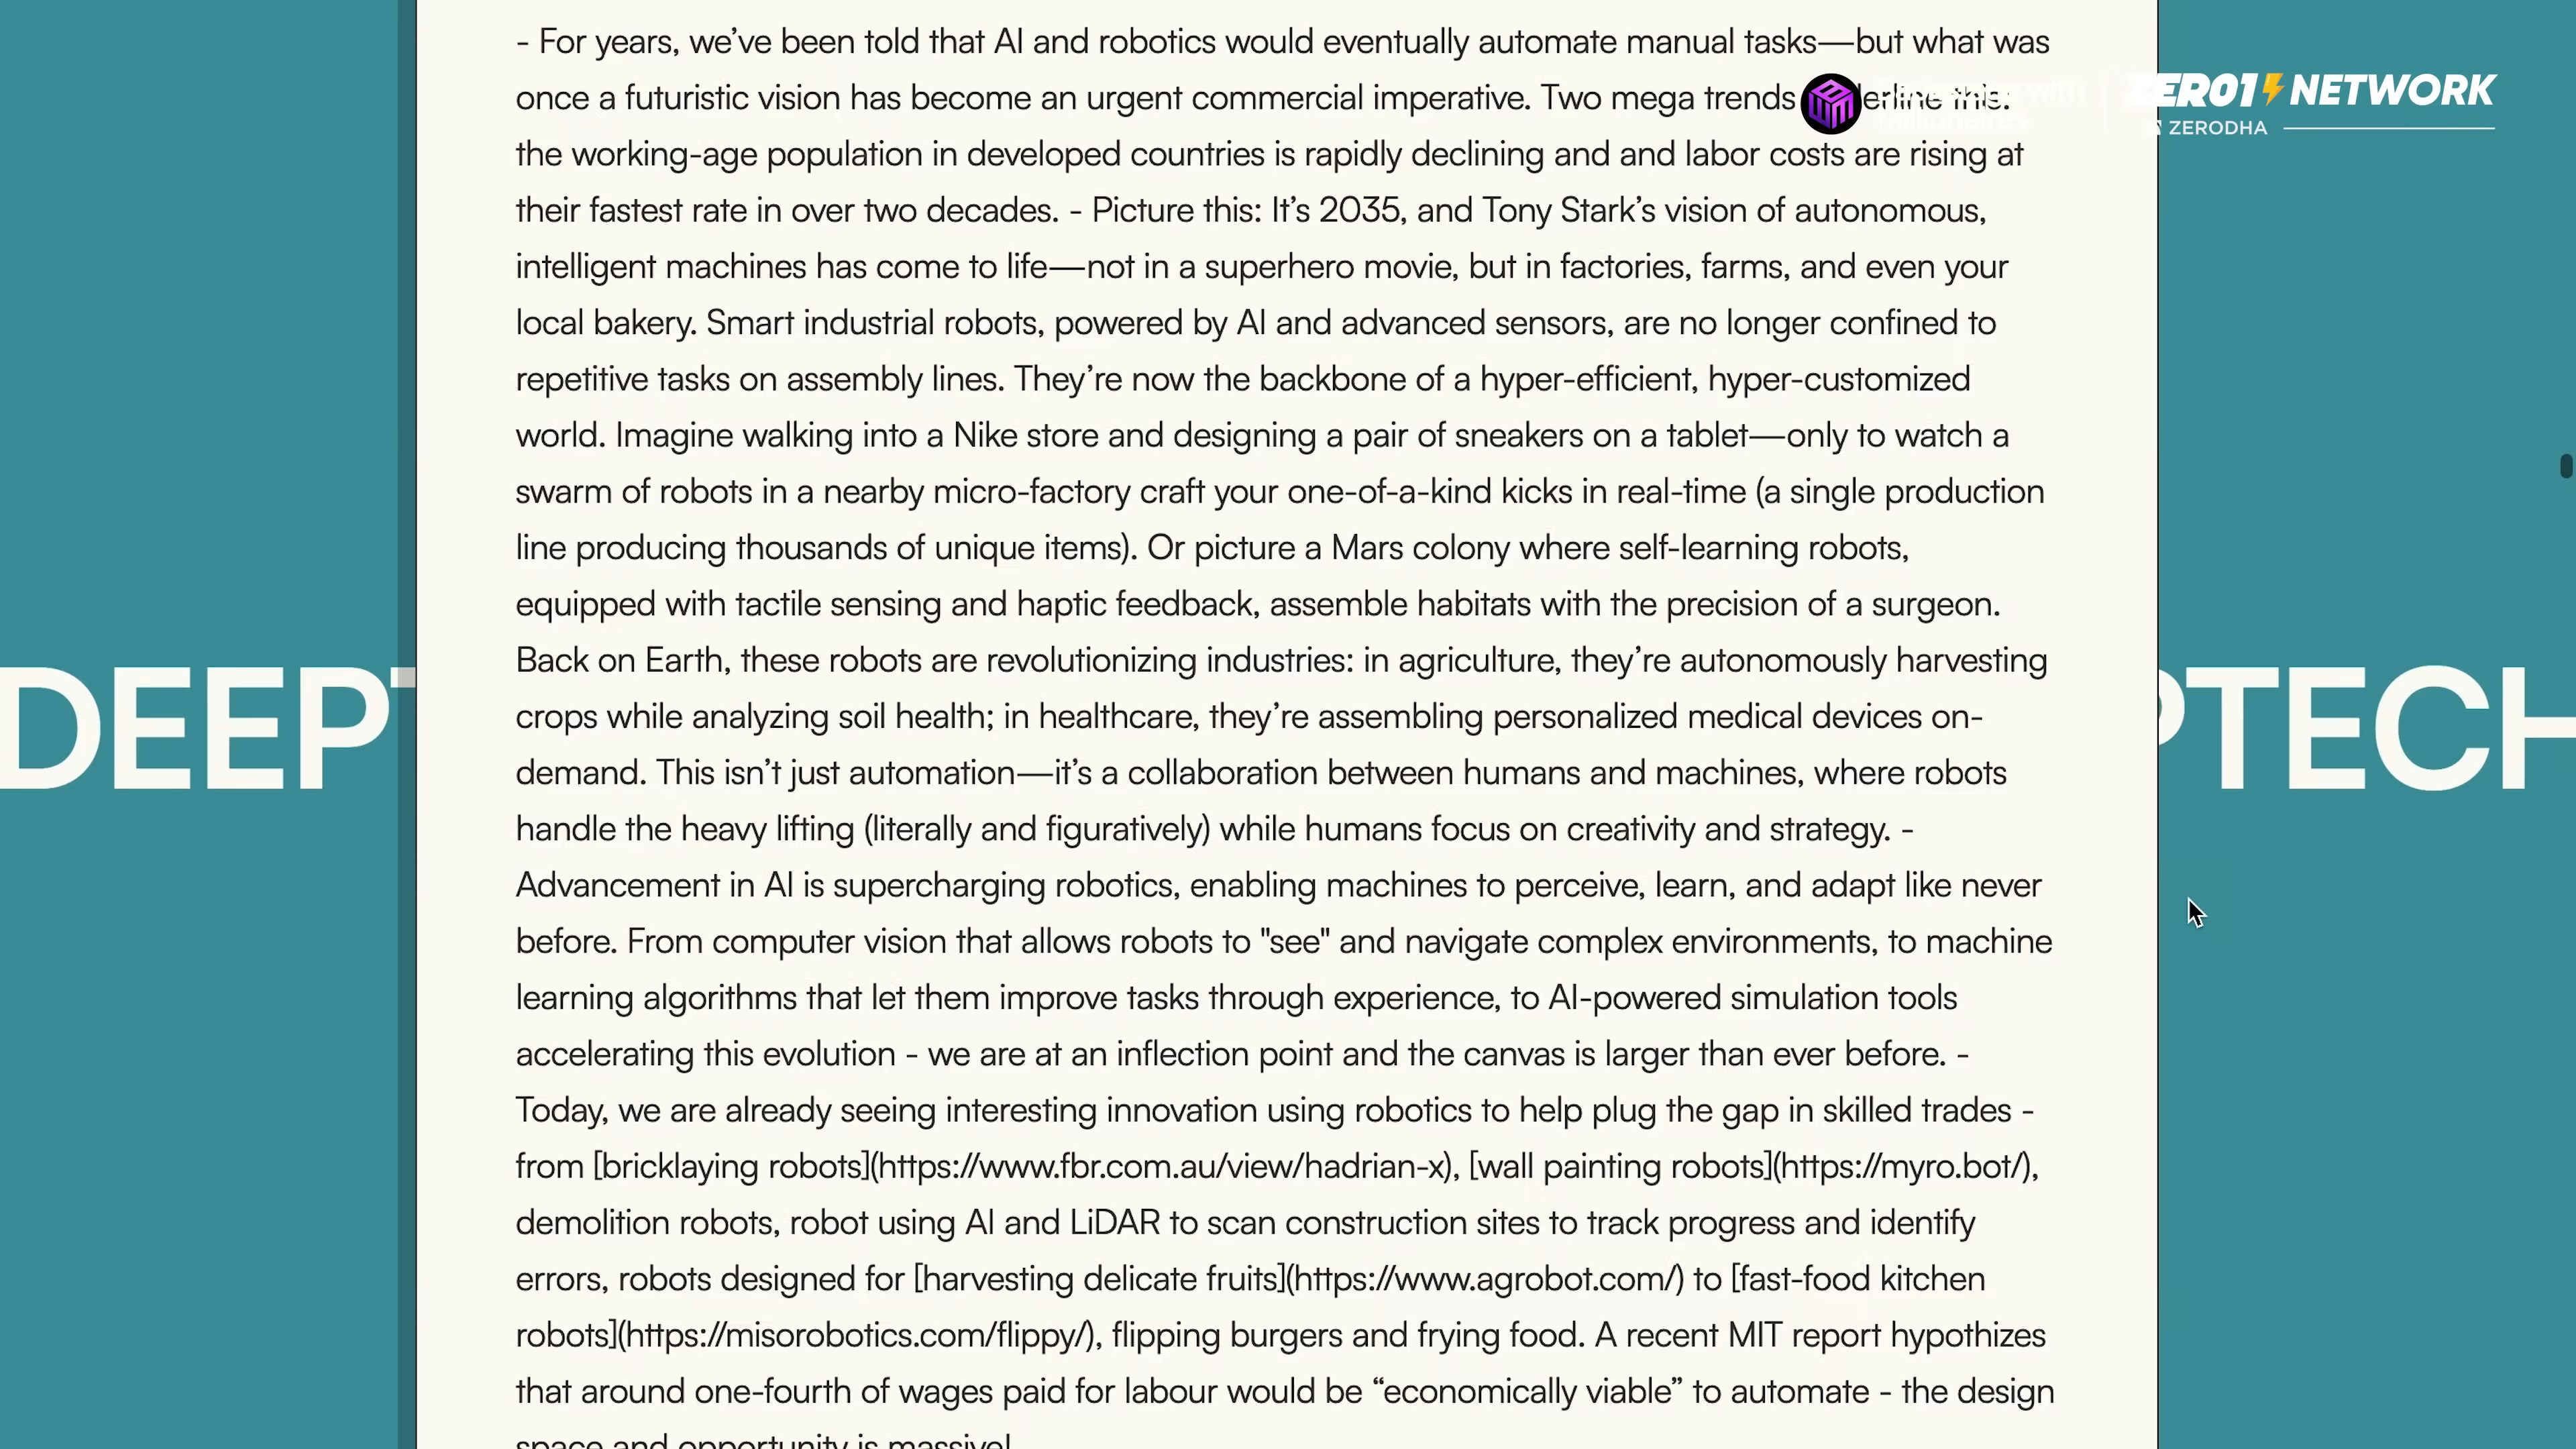 - For years, we’ve been told that AI and robotics would eventually automate manual tasks—but what was
once a futuristic vision has become an urgent commercial imperative. Two mega trends
ZERO1 NETWORK
ZERODHA
the working-age population in developed countries is rapidly declining and and labor costs are rising at
their fastest rate in over two decades. - Picture this: It’s 2035, and Tony Stark’s vision of autonomous,
intelligent machines has come to life—not in a superhero movie, but in factories, farms, and even your
local bakery. Smart industrial robots, powered by AI and advanced sensors, are no longer confined to
repetitive tasks on assembly lines. They’re now the backbone of a hyper-efficient, hyper-customized
world. Imagine walking into a Nike store and designing a pair of sneakers on a tablet—only to watch a
swarm of robots in a nearby micro-factory craft your one-of-a-kind kicks in real-time (a single production
line producing thousands of unique items). Or picture a Mars colony where self-learning robots,
equipped with tactile sensing and haptic feedback, assemble habitats with the precision of a surgeon.
Back on Earth, these robots are revolutionizing industries: in agriculture, they’re autonomously harvesting
crops while analyzing soil health; in healthcare, they’re assembling personalized medical devices on-
DEEPT
PTECH
demand. This isn’t just automation—it’s a collaboration between humans and machines, where robots
handle the heavy lifting (literally and figuratively) while humans focus on creativity and strategy. -
Advancement in AI is supercharging robotics, enabling machines to perceive, learn, and adapt like never
before. From computer vision that allows robots to "see" and navigate complex environments, to machine
learning algorithms that let them improve tasks through experience, to AI-powered simulation tools
accelerating this evolution - we are at an inflection point and the canvas is larger than ever before. -
Today, we are already seeing interesting innovation using robotics to help plug the gap in skilled trades -
from [bricklaying robots](https://www.fbr.com.au/view/hadrian-x), [wall painting robots](https://myro.bot/),
demolition robots, robot using AI and LiDAR to scan construction sites to track progress and identify
errors, robots designed for [harvesting delicate fruits](https://www.agrobot.com/) to [fast-food kitchen
robots](https://misorobotics.com/flippy/), flipping burgers and frying food. A recent MIT report hypothizes
that around one-fourth of wages paid for labour would be “economically viable” to automate - the design
space and opportunity is massive!